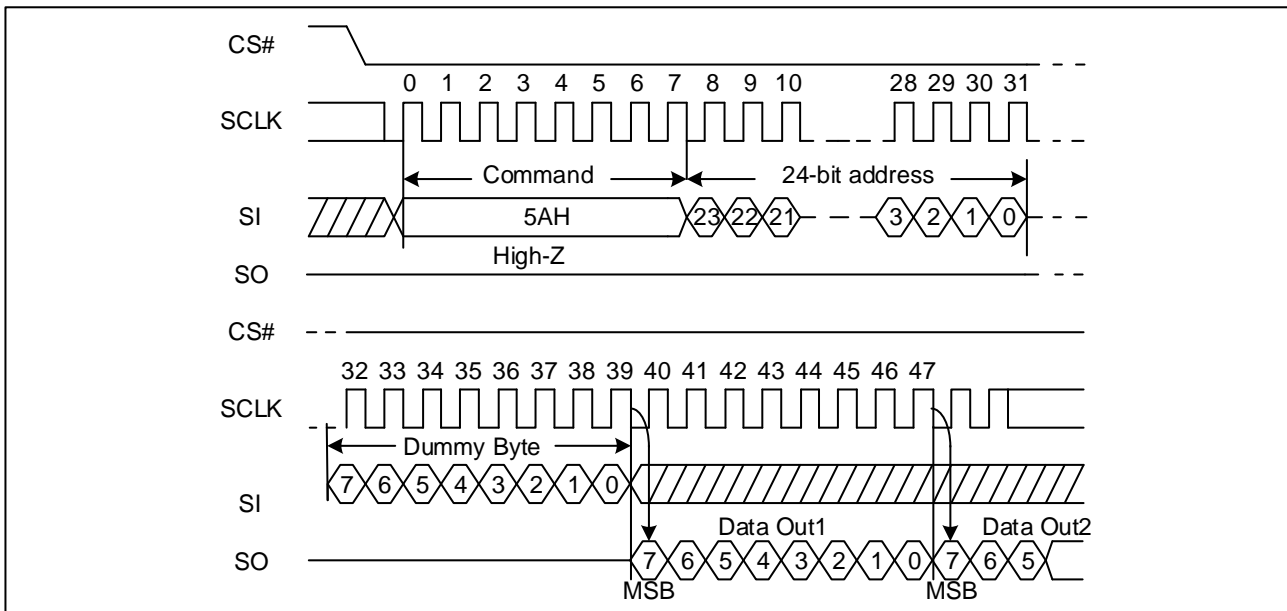 CS#
0 1 2 3 4 5 6 7 8 9 10 28 29 30 31
SCLK
Command 24-bit address
SI 5AH 23 22 21 3 2 1 0
High-Z
SO
CS#
32 33 34 35 36 37 38 39 40 41 42 43 44 45 46 47
SCLK
Dummy Byte
SI 7 6 5 4 3 2 1 0
Data Out1 Data Out2
SO 7 6 5 4 3 2 1 0 7 6 5
MSB MSB